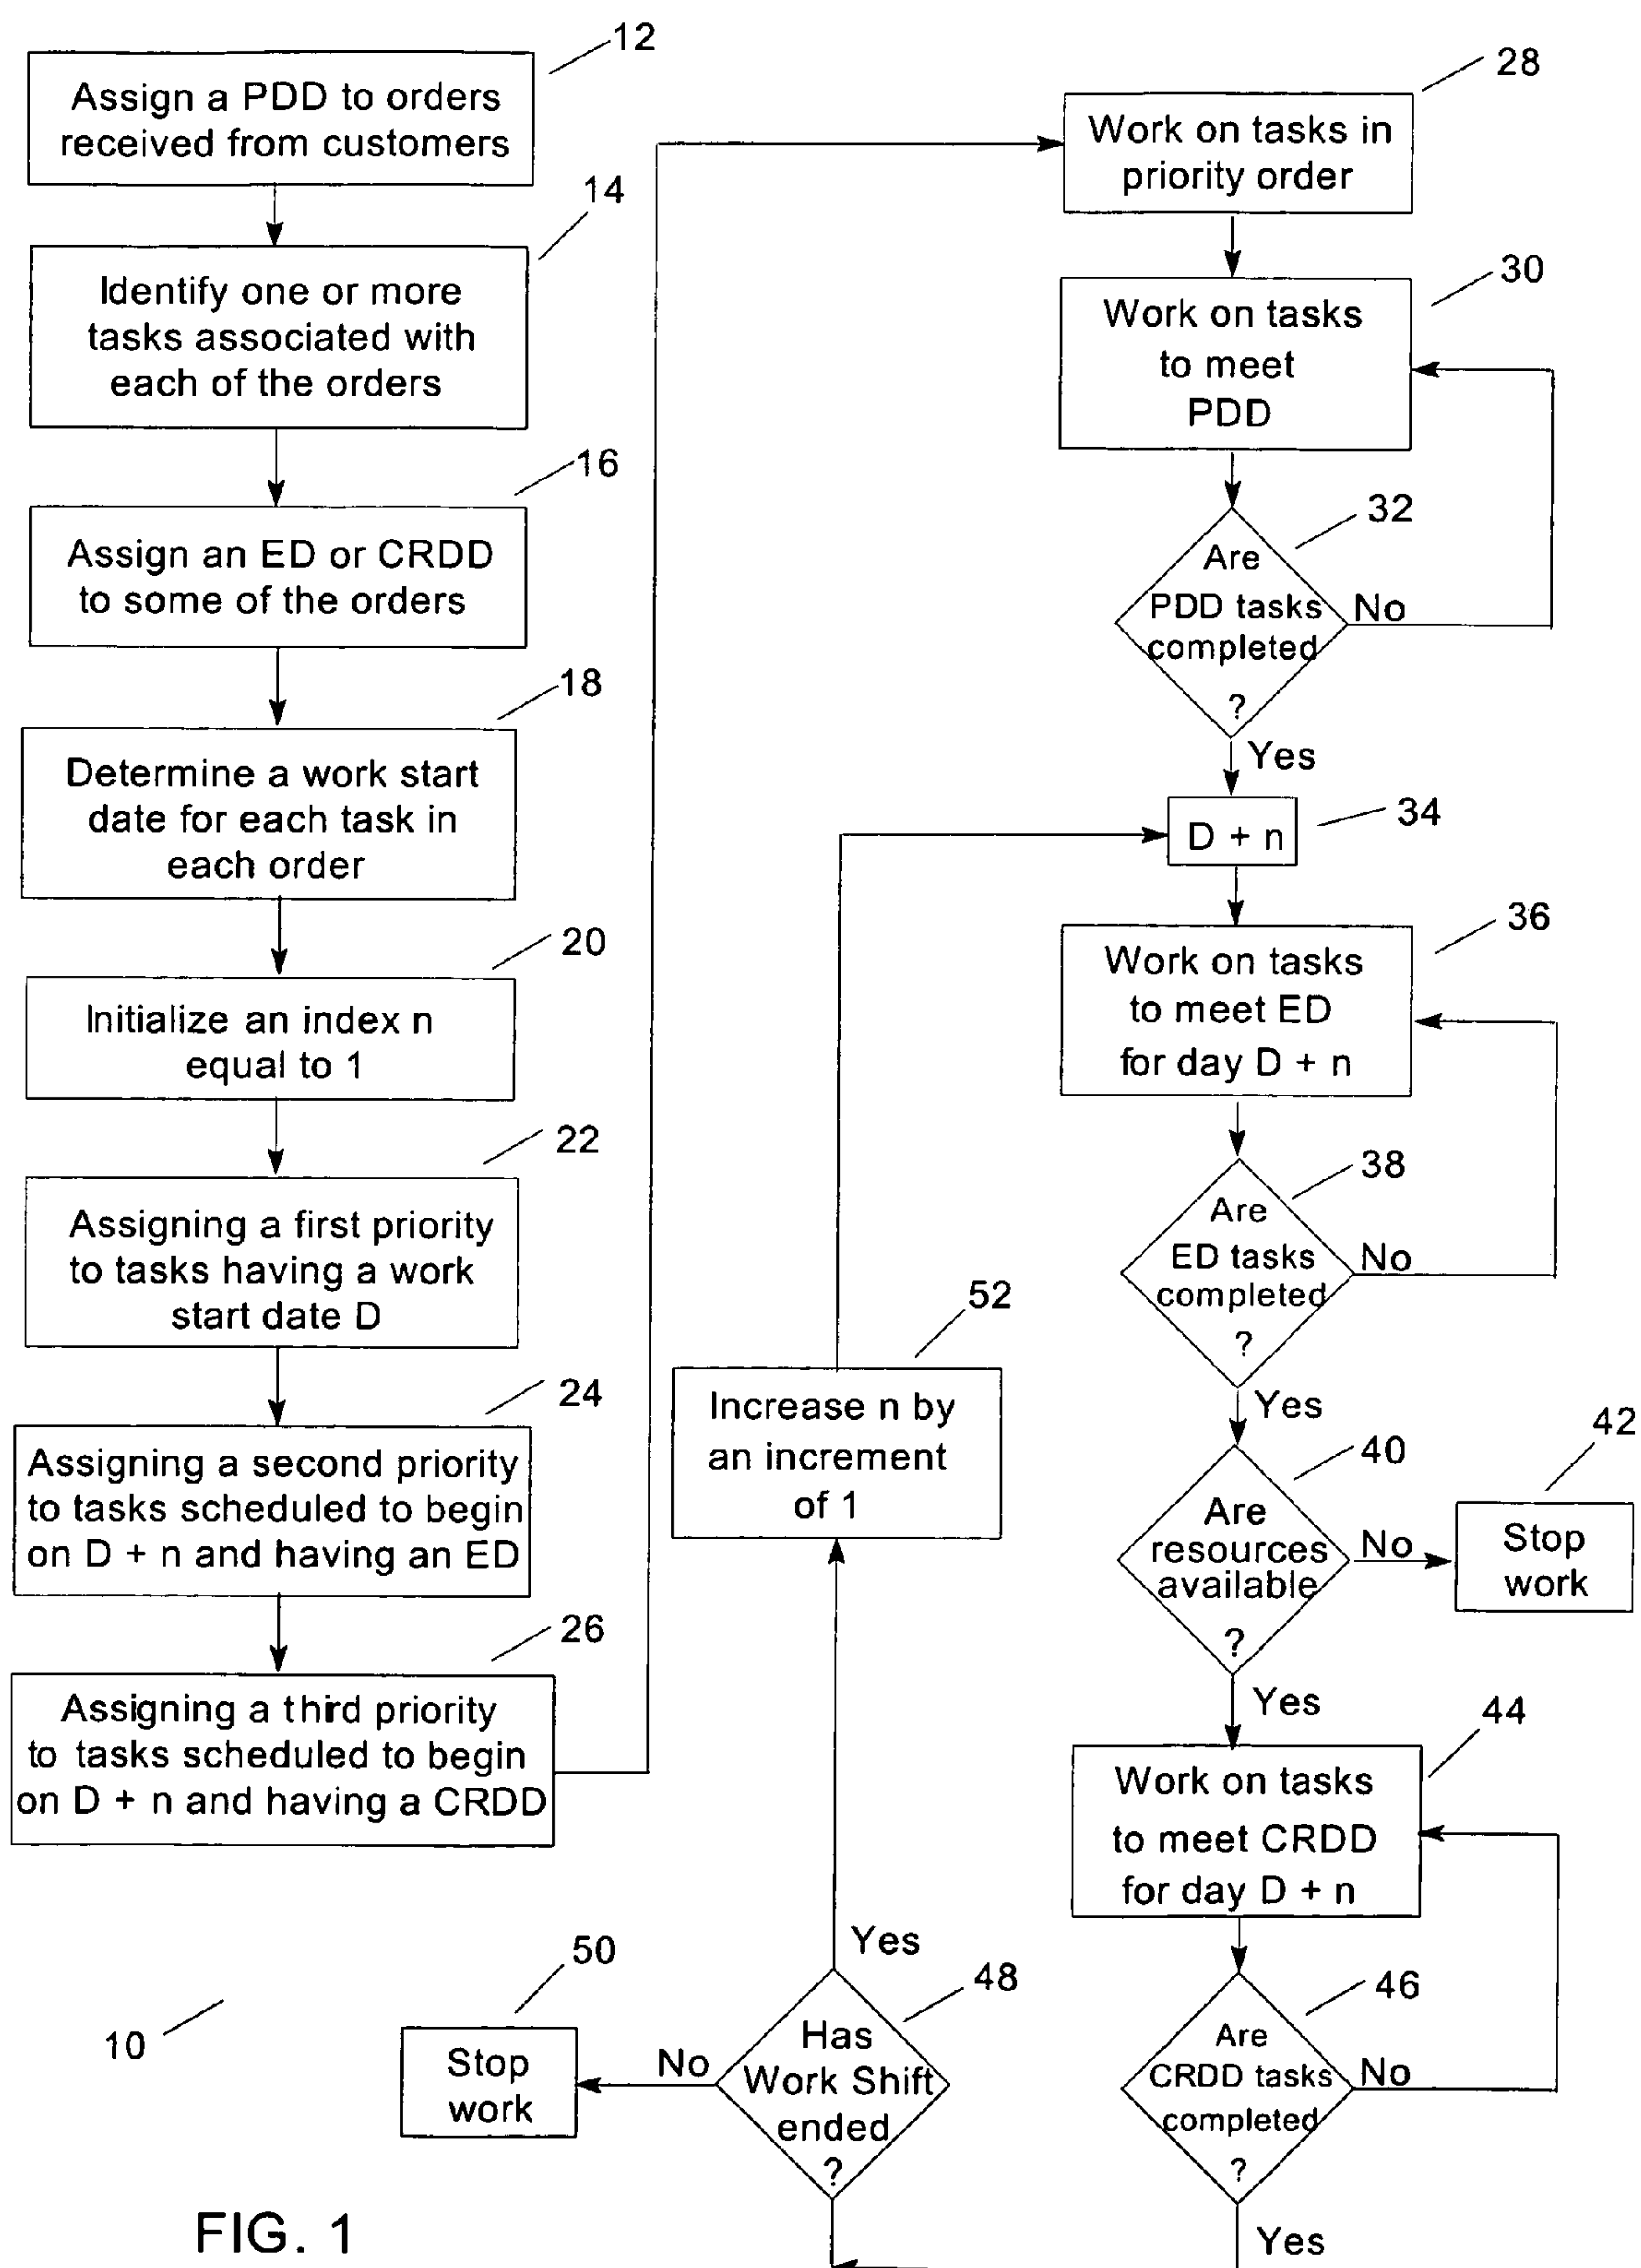 12
Assign a PDD to orders
received from customers
14
Identify one or more
tasks associated with
each of the orders
16
Assign an ED or CRDD
to some of the orders
18
Determine a work start
date for each task in
each order
20
Initialize an index n
equal to 1
22
Assigning a first priority
to tasks having a work
start date D
24
Assigning a second priority
to tasks scheduled to begin
on D + n and having an ED
26
Assigning a third priority
to tasks scheduled to begin
on D + n and having a CRDD
28
Work on tasks in
priority order
30
Work on tasks
to meet
PDD
32
Are
PDD tasks
completed
?
No
Yes
34
D + n
36
Work on tasks
to meet ED
for day D + n
38
Are
ED tasks
completed
?
No
Yes
40
Are
resources
available
?
No
42
Stop
work
Yes
44
Work on tasks
to meet CRDD
for day D + n
46
Are
CRDD tasks
completed
?
No
Yes
48
Has
Work Shift
ended
?
No
50
Stop
work
Yes
52
Increase n by
an increment
of 1
10
FIG. 1